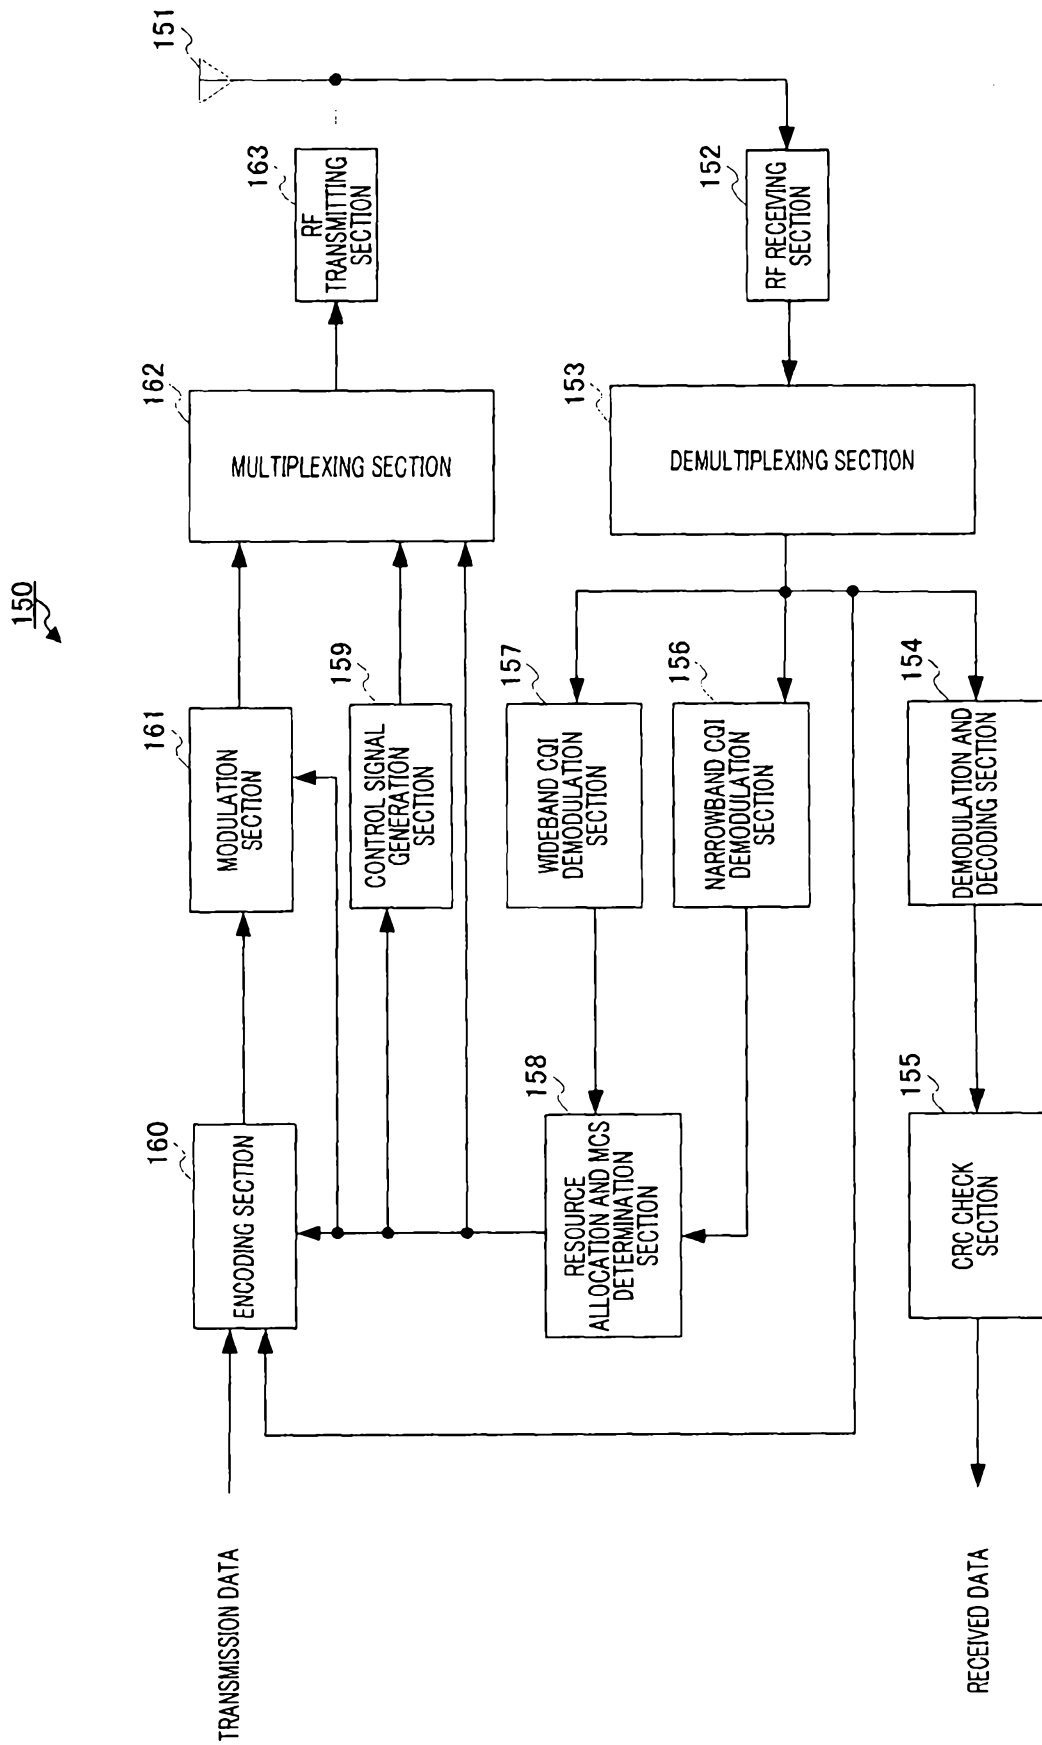 150
TRANSMISSION DATA
160
ENCODING SECTION
161
MODULATION
SECTION
162
MULTIPLEXING SECTION
163
RF
TRANSMITTING
SECTION
151
159
CONTROL SIGNAL
GENERATION
SECTION
158
RESOURCE
ALLOCATION AND MCS
DETERMINATION
SECTION
157
WIDEBAND CQI
DEMODULATION
SECTION
156
NARROWBAND CQI
DEMODULATION
SECTION
153
DEMULTIPLEXING SECTION
152
RF RECEIVING
SECTION
RECEIVED DATA
155
CRC CHECK
SECTION
154
DEMODULATION AND
DECODING SECTION